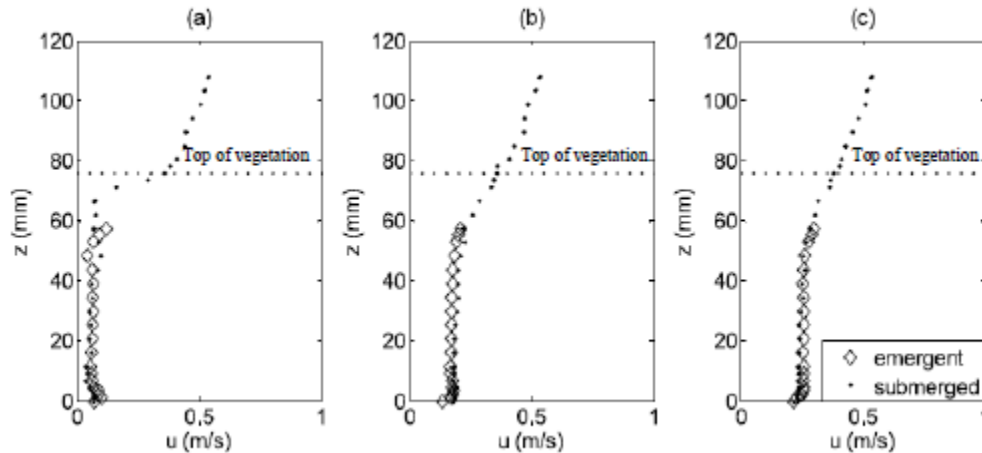 (a) (b) (c)
120 120 120
100 100 100
80 80 80
Top of vegetation Top of vegetation Top of vegetation
z (mm) z (mm) z (mm)
60 60 60
40 40 40
20 20 20
emergent
submerged
0 0 0
0 0.5 1 0 0.5 1 0 0.5 1
u (m/s) u (m/s) u (m/s)